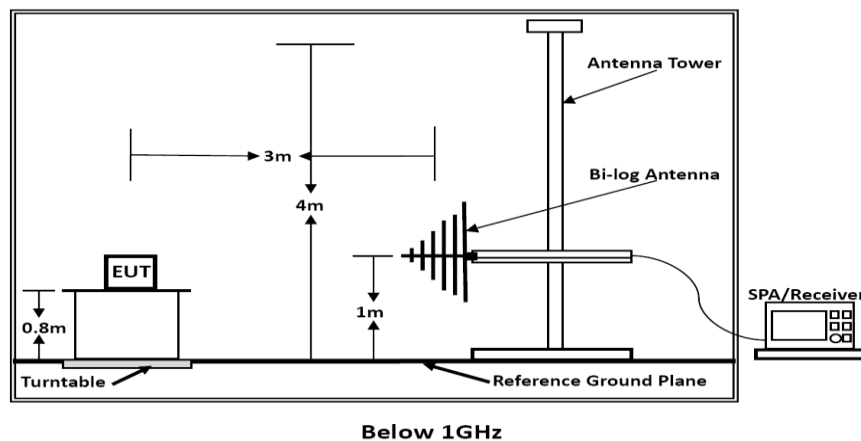 Antenna Tower
3m
Bi-log Antenna
4m
EUT
SPA/Receiver
0.8m
1m
Turntable
Reference Ground Plane
Below 1GHz